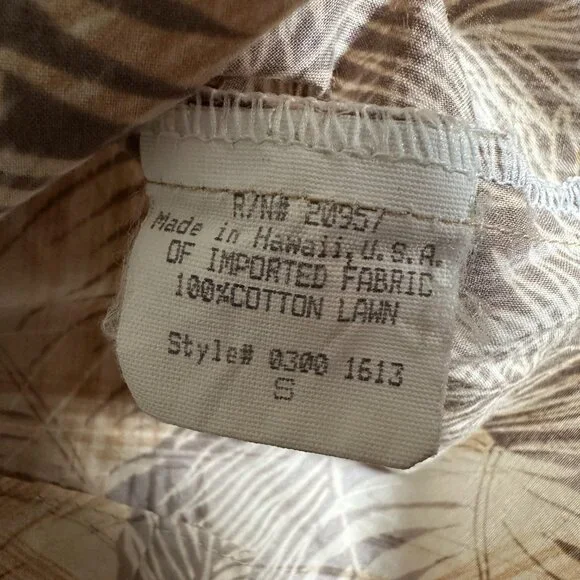 R/N# 20957
Made in Hawaii, U.S.A.
OF IMPORTED FABRIC
100%COTTON LAWN
Style# 0300 1613
S